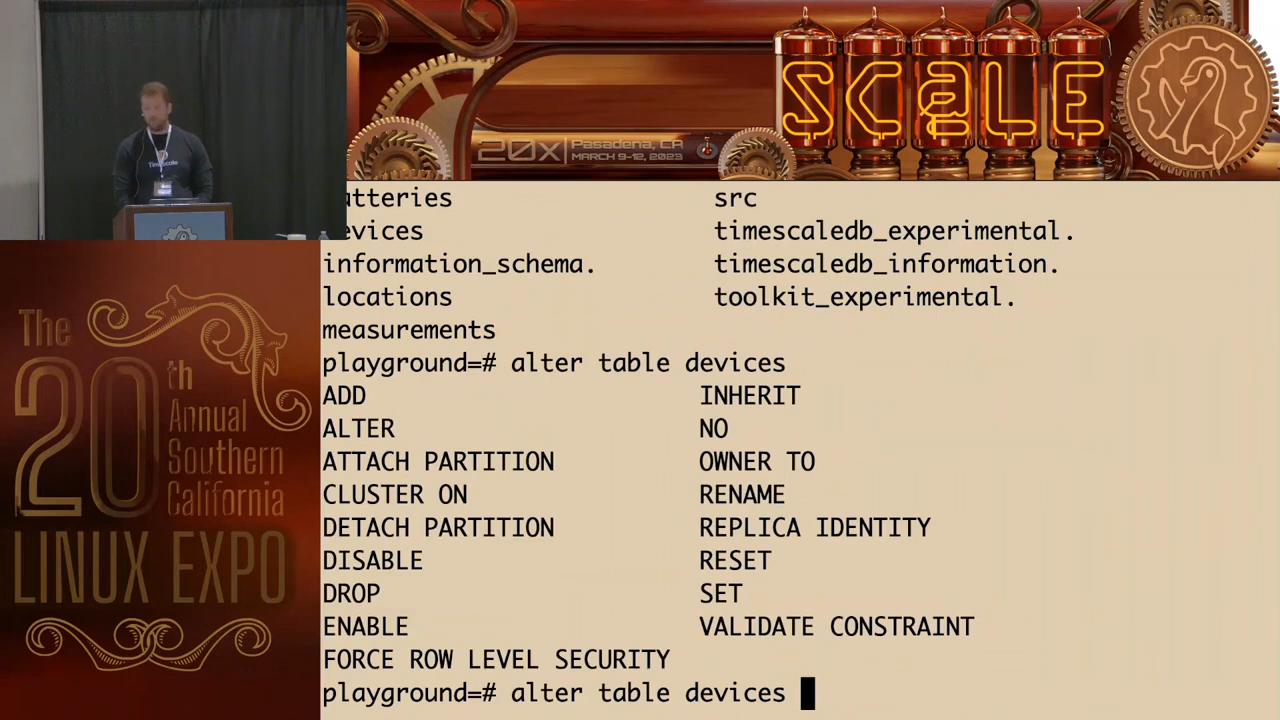 SCaLE
20x Pasadena, CA
MARCH 9-12, 2023
Timescale
The
20th
Annual
Southern
California
LINUX EXPO
atteries src
evices timescaledb_experimental.
information_schema. timescaledb_information.
locations toolkit_experimental.
measurements
playground=# alter table devices
ADD INHERIT
ALTER NO
ATTACH PARTITION OWNER TO
CLUSTER ON RENAME
DETACH PARTITION REPLICA IDENTITY
DISABLE RESET
DROP SET
ENABLE VALIDATE CONSTRAINT
FORCE ROW LEVEL SECURITY
playground=# alter table devices